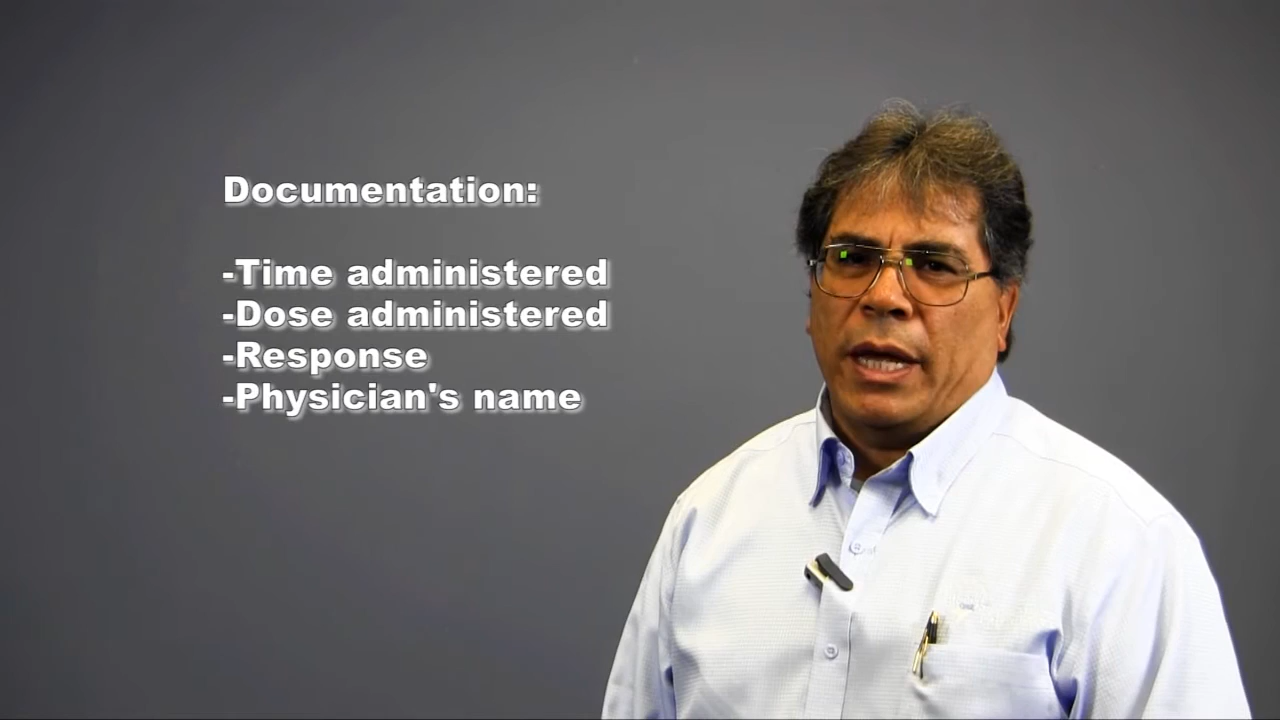 Documentation:
-Time administered
-Dose administered
-Response
-Physician's name